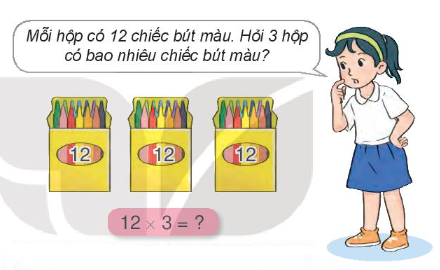 Mỗi hộp có 12 chiếc bút màu. Hỏi 3 hộp
có bao nhiêu chiếc bút màu?
12 12 12
12 × 3 = ?